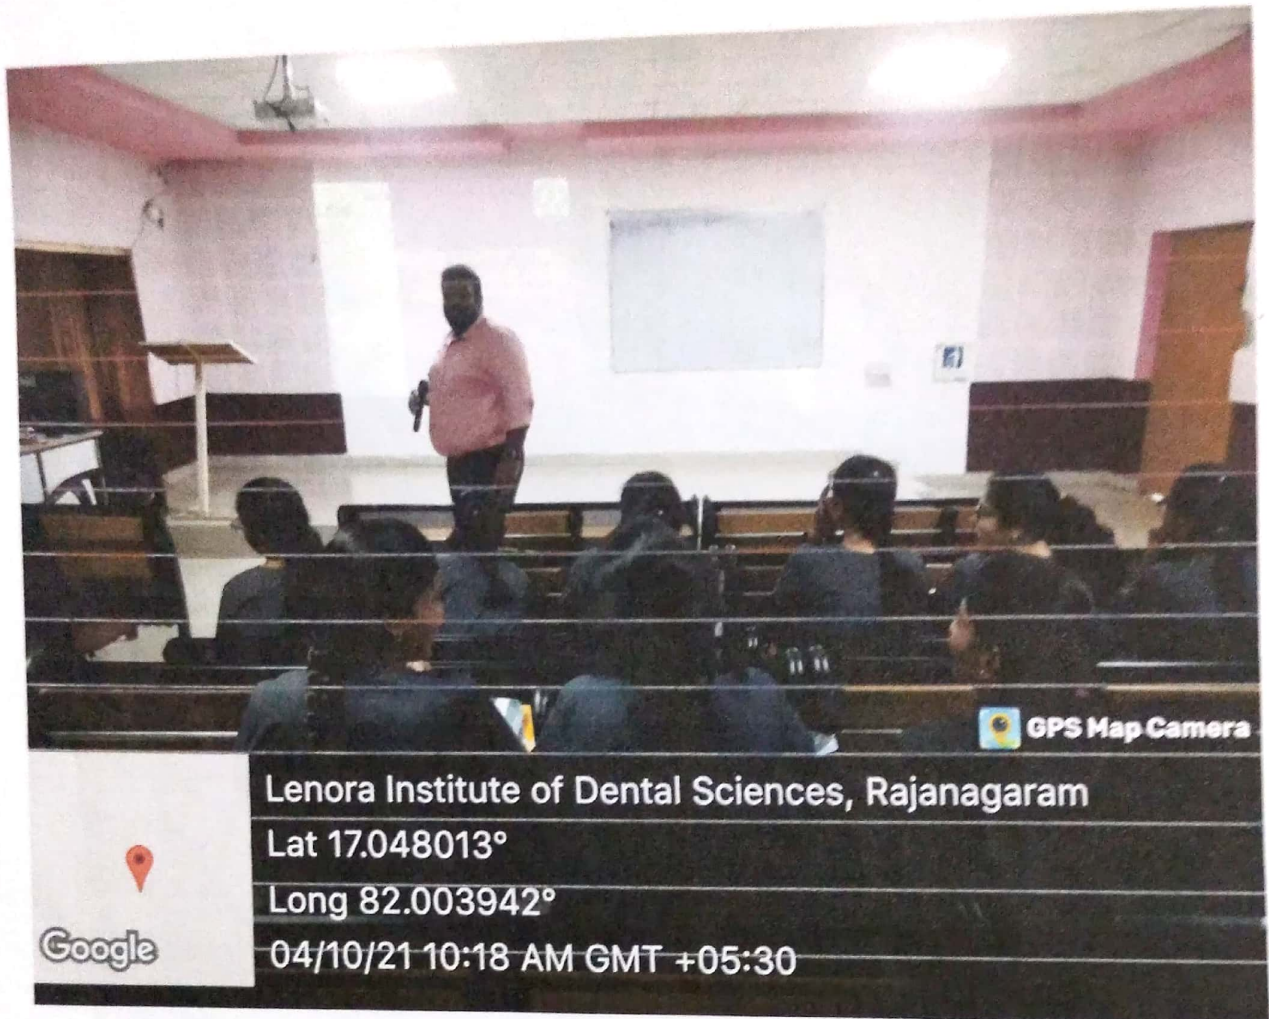 GPS Map Camera
Lenora Institute of Dental Sciences, Rajanagaram
Lat 17.048013°
Long 82.003942°
04/10/21 10:18 AM GMT +05:30
Google